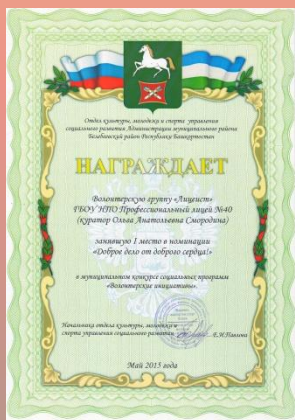 Отдел культуры, молодежи и спорта управления
социального развития Администрации муниципального района
Белебеевский район Республики Башкортостан
НАГРАЖДАЕТ
Волонтерскую группу «Лицеист»
ГБОУ НПО Профессиональный лицей №40
(куратор Ольга Анатольевна Смородина)
занявшую I место в номинации
«Доброе дело от доброго сердца!»
в муниципальном конкурсе социальных программ
«Волонтерские инициативы».
Начальника отдела культуры, молодежи и
спорта управления социального развития
Е.Н.Павлова
Май 2015 года